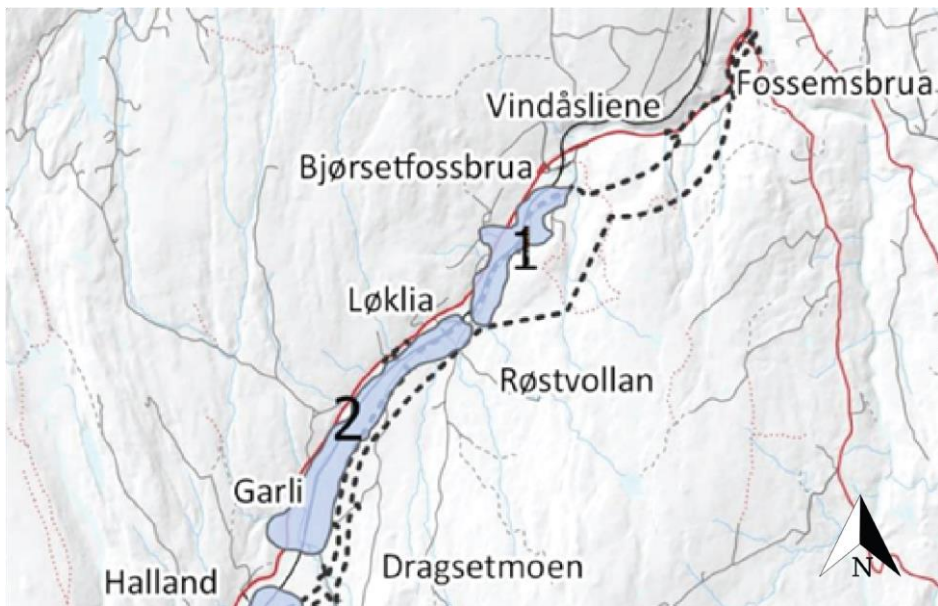 Fossemsbrua
Vindåsliene
Bjørsetfossbrua
1
Løklia
Røstvollan
2
Garli
Dragsetmoen
Halland
N